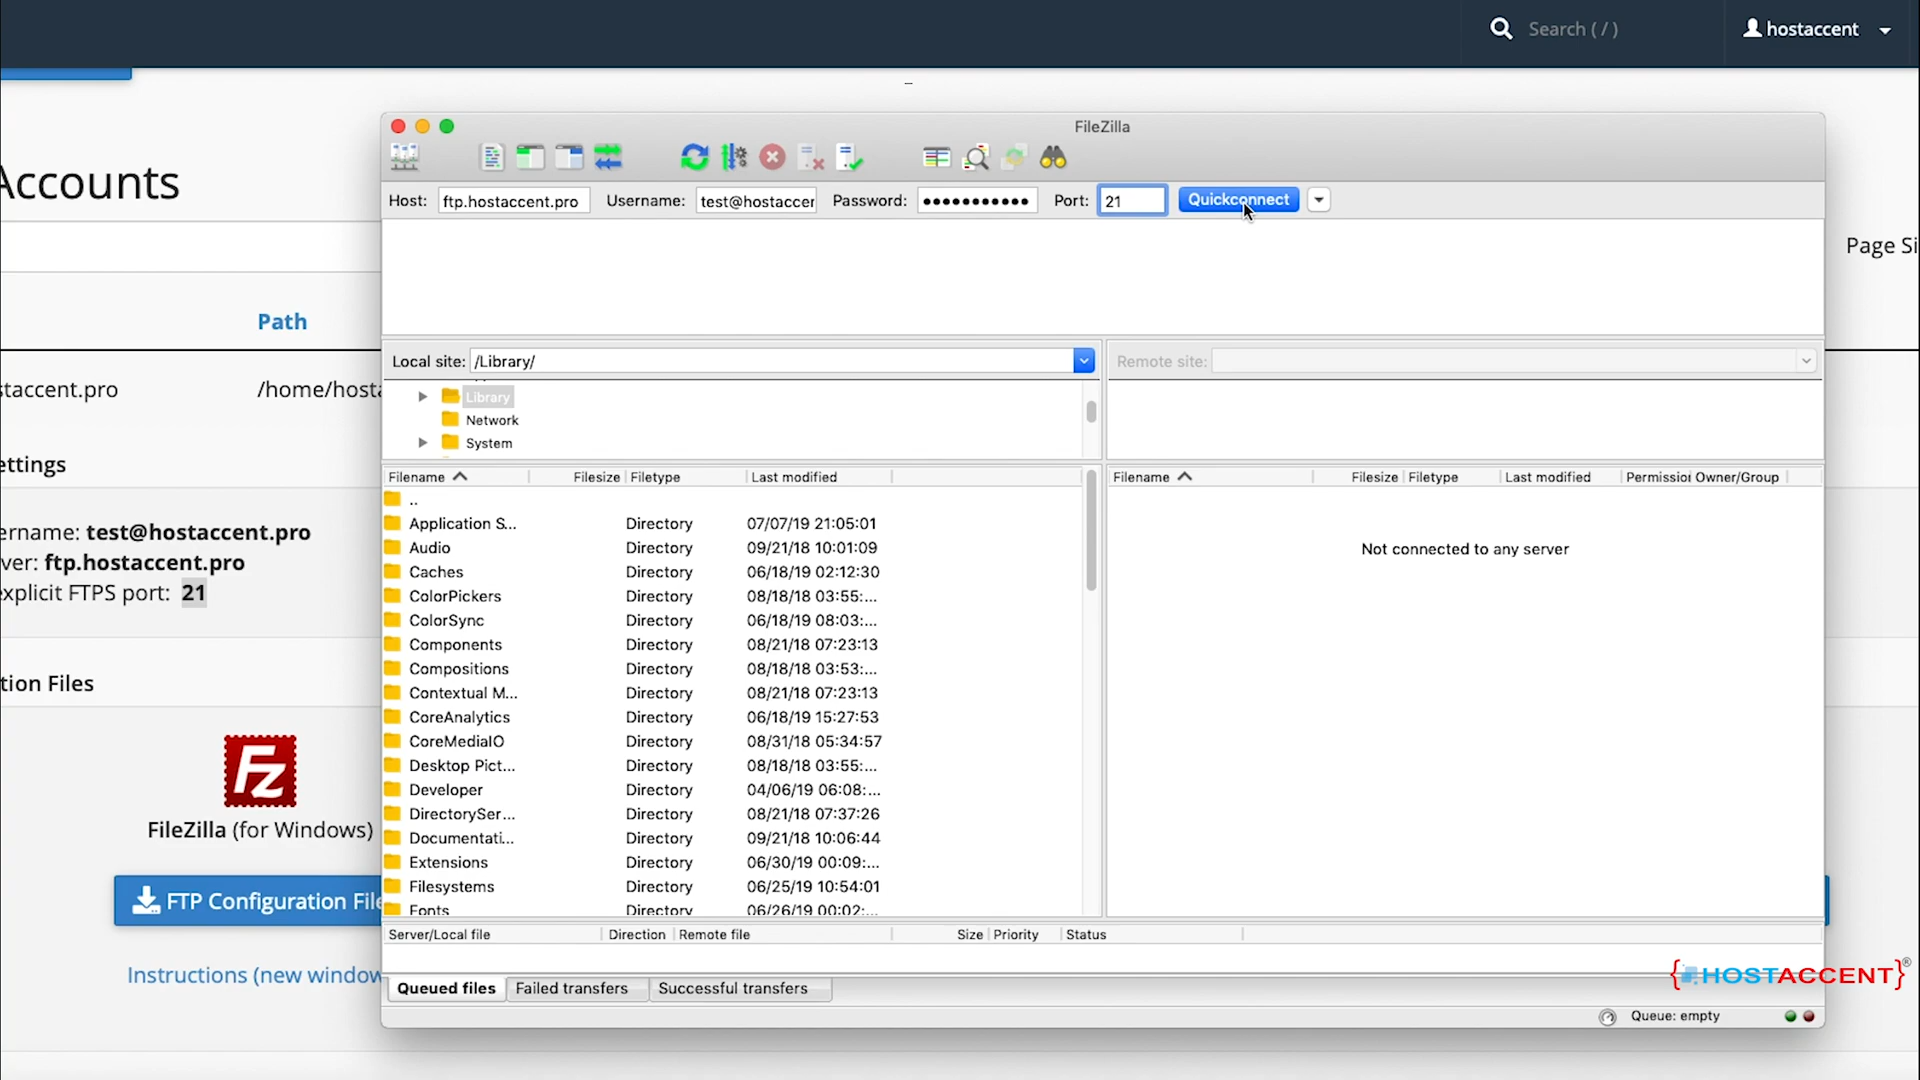 Search ( / )
hostaccent
FileZilla
Accounts
Host: ftp.hostaccent.pro Username: test@hostaccer Password: ●●●●●●●●●●● Port: 21 Quickconnect
Page Si
Path
Local site: /Library/
Remote site:
staccent.pro /home/hosta
Library
Network
System
ettings
Filename Filesize Filetype Last modified
Filename Filesize Filetype Last modified Permissior Owner/Group
..
Application S... Directory 07/07/19 21:05:01
Audio Directory 09/21/18 10:01:09
Caches Directory 06/18/19 02:12:30
ColorPickers Directory 08/18/18 03:55:...
ColorSync Directory 06/18/19 08:03:...
Components Directory 08/21/18 07:23:13
Compositions Directory 08/18/18 03:53:...
Contextual M... Directory 08/21/18 07:23:13
CoreAnalytics Directory 06/18/19 15:27:53
CoreMediaIO Directory 08/31/18 05:34:57
Desktop Pict... Directory 08/18/18 03:55:...
Developer Directory 04/06/19 06:08:...
DirectorySer... Directory 08/21/18 07:37:26
Documentati... Directory 09/21/18 10:06:44
Extensions Directory 06/30/19 00:09:...
Filesystems Directory 06/25/19 10:54:01
Fonts Directory 06/26/19 00:02:...
Not connected to any server
ername: test@hostaccent.pro
ver: ftp.hostaccent.pro
explicit FTPS port: 21
tion Files
Fz
FileZilla (for Windows)
FTP Configuration File
Instructions (new window
Server/Local file Direction Remote file Size Priority Status
Queued files Failed transfers Successful transfers
{HOSTACCENT}®
Queue: empty